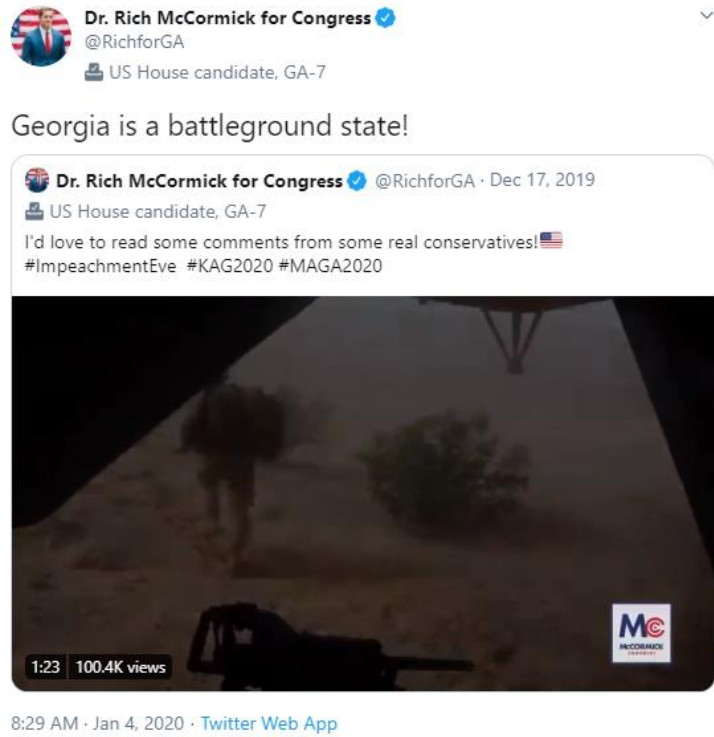 Dr. Rich McCormick for Congress
@RichforGA
US House candidate, GA-7
Georgia is a battleground state!
Dr. Rich McCormick for Congress @RichforGA · Dec 17, 2019
US House candidate, GA-7
I'd love to read some comments from some real conservatives!🇺🇸
#ImpeachmentEve #KAG2020 #MAGA2020
MC
McCORMICK
CONGRESS
1:23 100.4K views
8:29 AM · Jan 4, 2020 · Twitter Web App